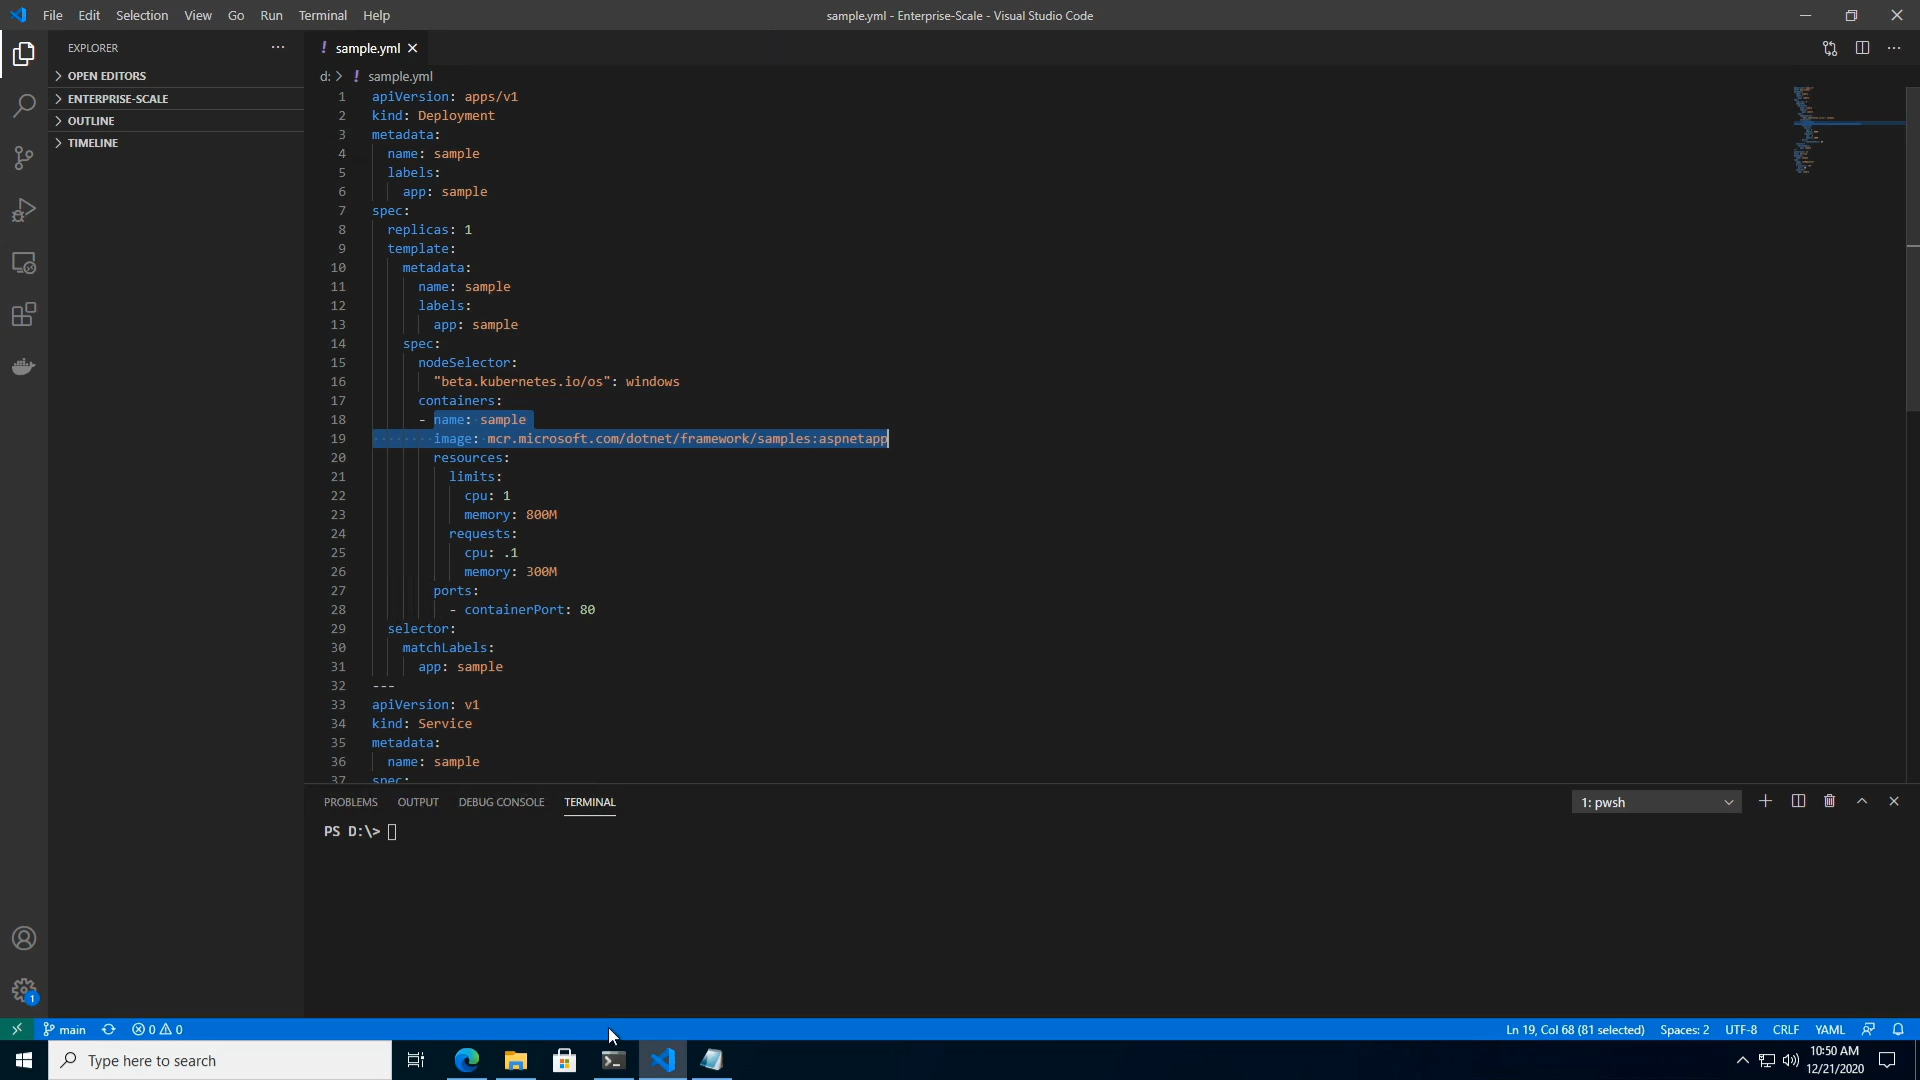 File Edit Selection View Go Run Terminal Help
sample.yml - Enterprise-Scale - Visual Studio Code
EXPLORER
OPEN EDITORS
ENTERPRISE-SCALE
OUTLINE
TIMELINE
! sample.yml
d: > ! sample.yml
1 apiVersion: apps/v1
2 kind: Deployment
3 metadata:
4 name: sample
5 labels:
6 app: sample
7 spec:
8 replicas: 1
9 template:
10 metadata:
11 name: sample
12 labels:
13 app: sample
14 spec:
15 nodeSelector:
16 "beta.kubernetes.io/os": windows
17 containers:
18 - name: sample
19 image: mcr.microsoft.com/dotnet/framework/samples:aspnetapp
20 resources:
21 limits:
22 cpu: 1
23 memory: 800M
24 requests:
25 cpu: .1
26 memory: 300M
27 ports:
28 - containerPort: 80
29 selector:
30 matchLabels:
31 app: sample
32 ---
33 apiVersion: v1
34 kind: Service
35 metadata:
36 name: sample
37 spec:
PROBLEMS OUTPUT DEBUG CONSOLE TERMINAL
1: pwsh
PS D:\>
1
main 0 0
Ln 19, Col 68 (81 selected) Spaces: 2 UTF-8 CRLF YAML
Type here to search
10:50 AM
12/21/2020